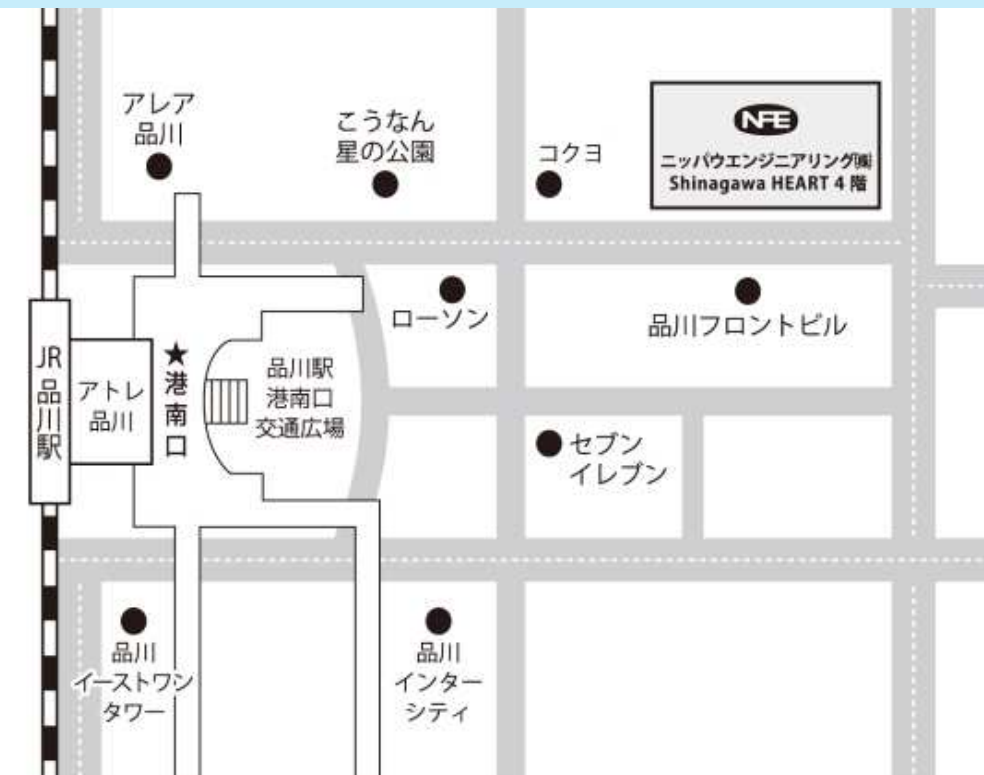 アレア
品川
こうなん
星の公園
コクヨ
NFE
ニッパツエンジニアリング㈱
Shinagawa HEART 4 階
ローソン
品川フロントビル
JR品川駅
アトレ
品川
★港南口
品川駅
港南口
交通広場
セブン
イレブン
品川
イーストワン
タワー
品川
インター
シティ